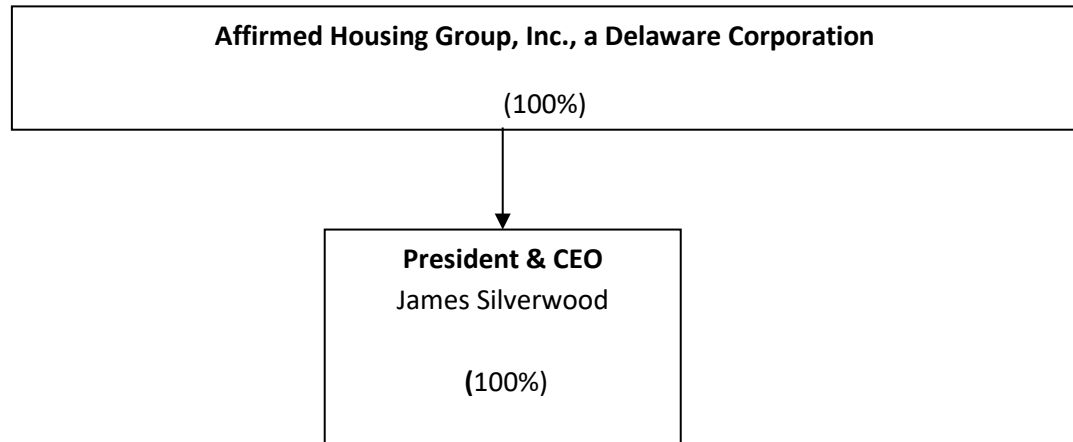 Affirmed Housing Group, Inc., a Delaware Corporation
(100%)
President & CEO
James Silverwood
(100%)